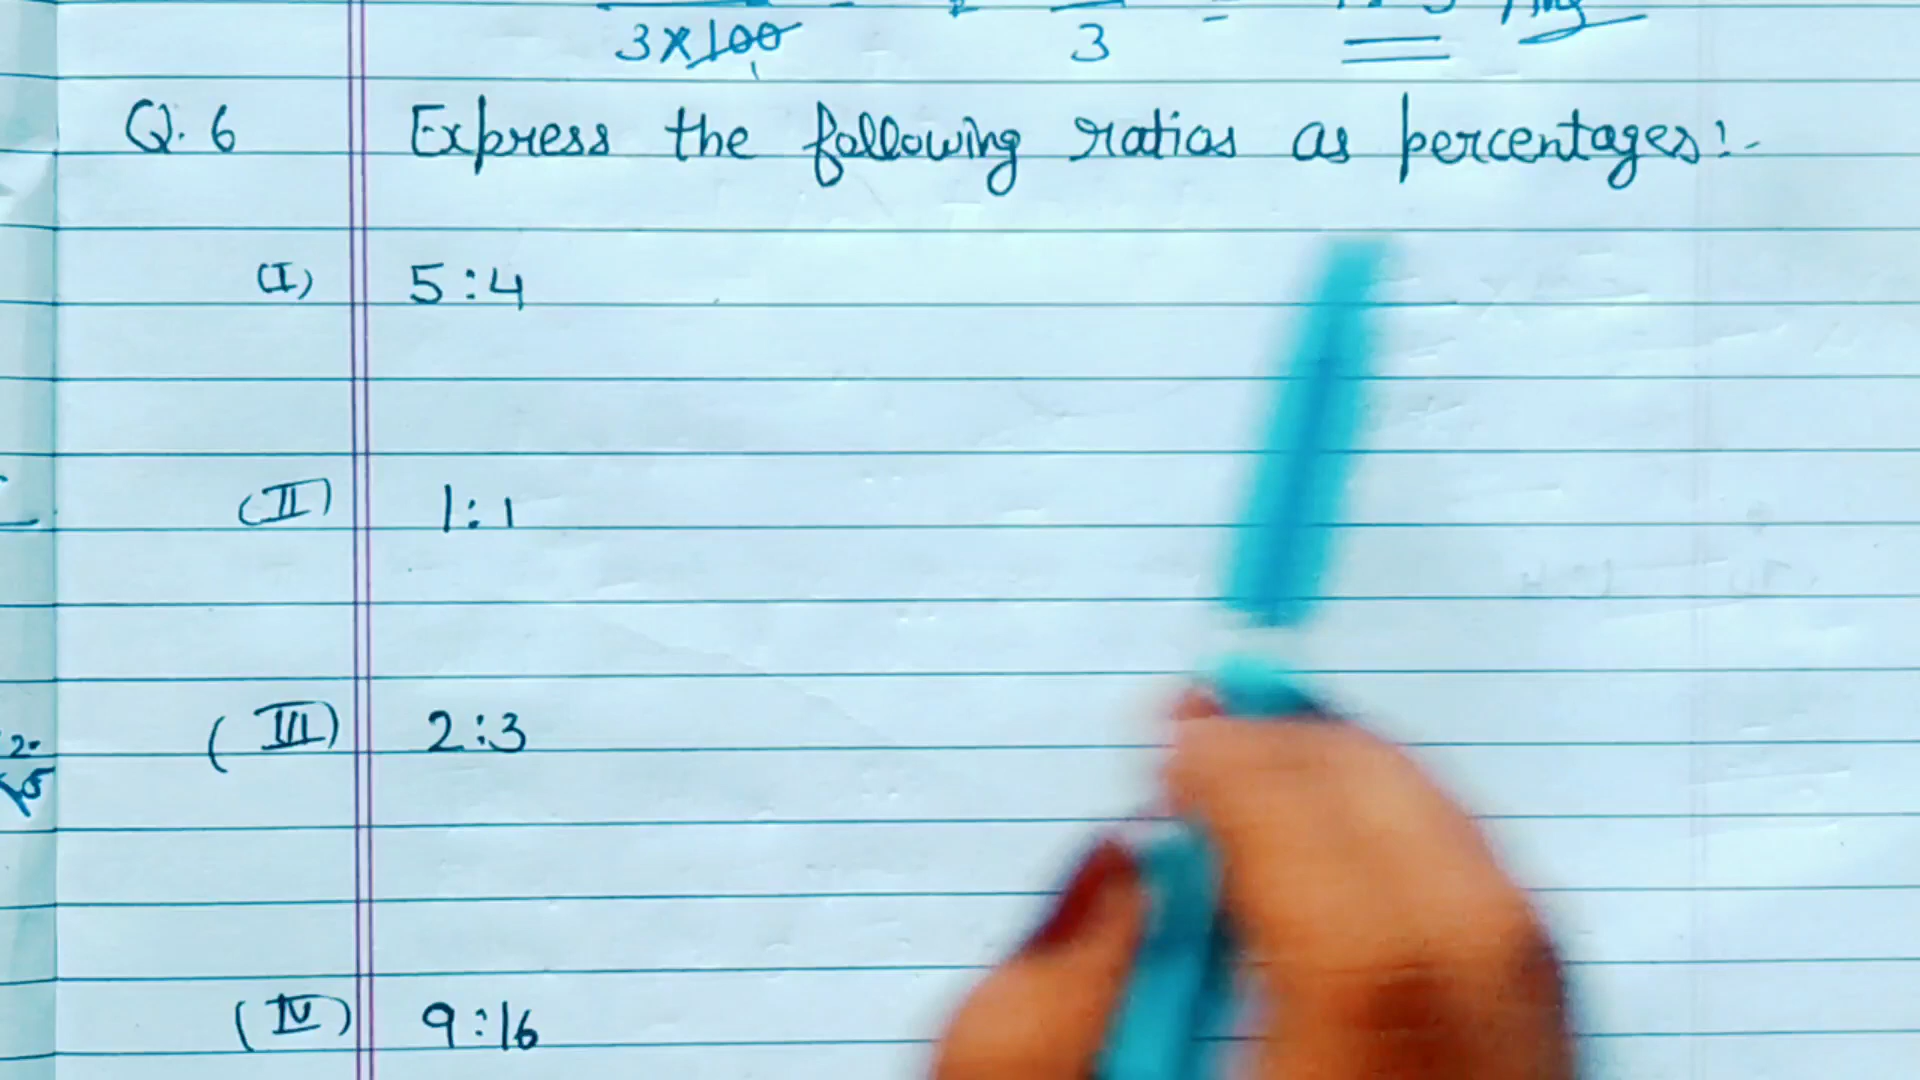 3×100 3
Q. 6 Express the following ratios as percentages:-
(I) 5:4
(II) 1:1
(III) 2:3
(IV) 9:16